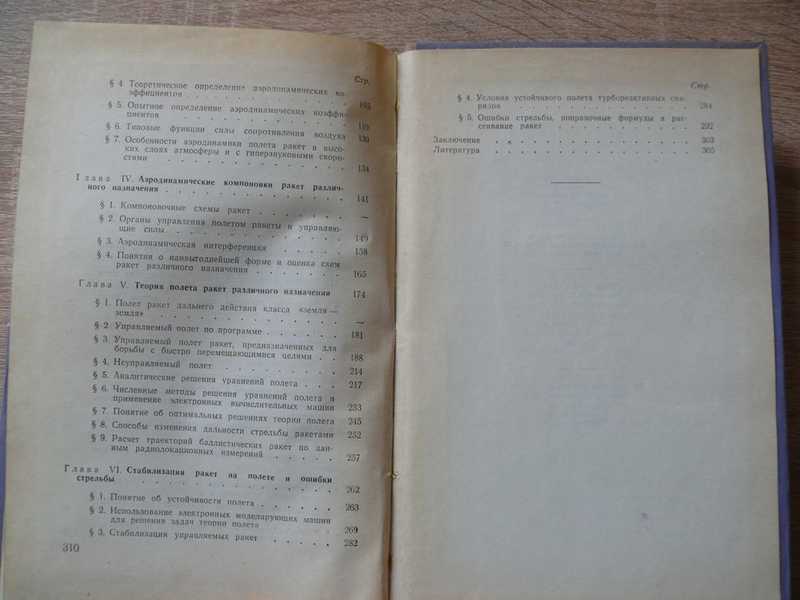 Стр.
§ 4 Теоретическое определение аэродинамических ко-
эффициентов . . . . . . . . . .
§ 5. Опытное определение аэродинамических коэффи-
циентов . . . . . . . . . . 119
§ 6. Типовые функции силы сопротивления воздуха 130
§ 7. Особенности аэродинамики полета ракет в высо-
ких слоях атмосферы и с гиперзвуковыми скоро-
стями . . . . . . . . . . 134
Глава IV. Аэродинамические компоновки ракет различ-
ного назначения . . . . . . . . . . 141
§ 1. Компоновочные схемы ракет . . . . . . —
§ 2. Органы управления полетом ракеты и управляю-
щие силы . . . . . . . . . . 149
§ 3. Аэродинамическая интерференция . . . . . 158
§ 4. Понятия о наивыгоднейшей форме и оценка схем
ракет различного назначения . . . . . . . 165
Глава V. Теория полета ракет различного назначения 174
§ 1. Полет ракет дальнего действия класса «земля —
земля» . . . . . . . . . . —
§ 2 Управляемый полет по программе . . . . . . 181
§ 3. Управляемый полет ракет, предназначенных для
борьбы с быстро перемещающимися целями . . 188
§ 4. Неуправляемый полет . . . . . . . . 214
§ 5. Аналитические решения уравнений полета . . . 217
§ 6. Численные методы решения уравнений полета и
применение электронных вычислительных машин 233
§ 7. Понятие об оптимальных решениях теории полета 245
§ 8. Способы изменения дальности стрельбы ракетами 252
§ 9. Расчет траекторий баллистических ракет по дан-
ным радиолокационных измерений . . . . . 257
Глава VI. Стабилизация ракет на полете и ошибки
стрельбы . . . . . . . . . . 262
§ 1. Понятие об устойчивости полета . . . . . . 263
§ 2. Использование электронных моделирующих машин
для решения задач теории полета . . . . . 269
§ 3. Стабилизация управляемых ракет . . . . . 282
310
Стр.
§ 4. Условия устойчивого полета турбореактивных сна-
рядов . . . . . . . . . . 284
§ 5. Ошибки стрельбы, поправочные формулы и рас-
сеивание ракет . . . . . . . . . . 292
Заключение . . . . . . . . . . 303
Литература . . . . . . . . . . 305